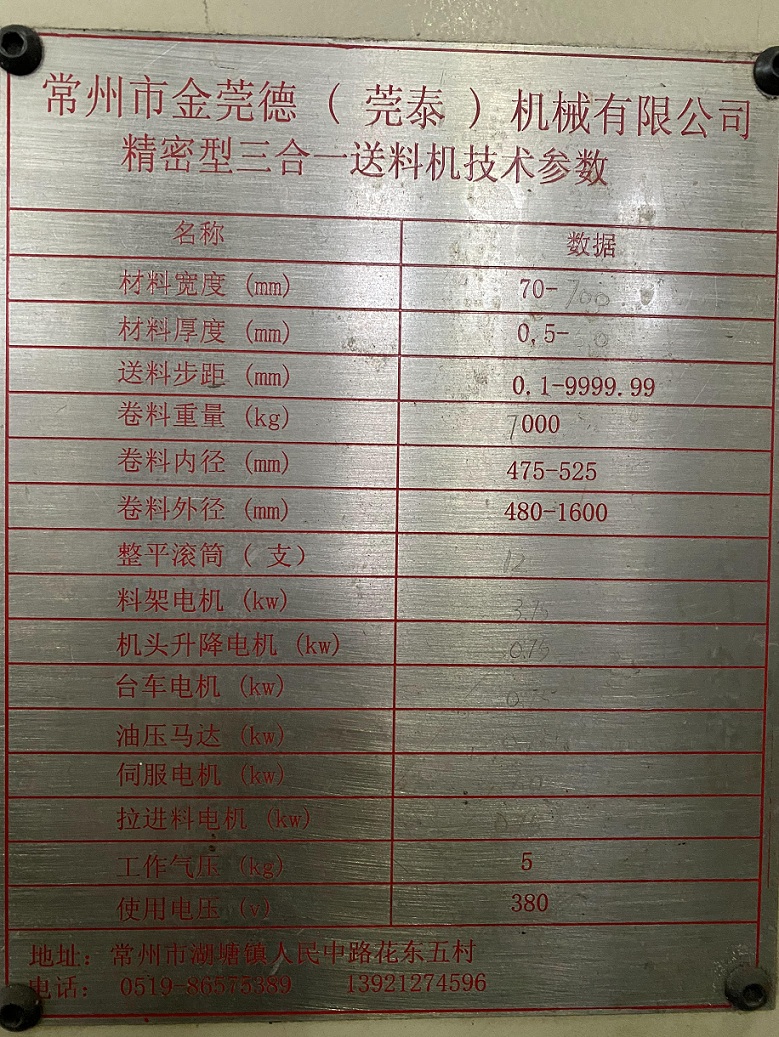 常州市金莞德（莞泰）机械有限公司
精密型三合一送料机技术参数
名称 数据
材料宽度 (mm) 70-700
材料厚度 (mm) 0,5-
送料步距 (mm) 0.1-9999.99
卷料重量 (kg) 7000
卷料内径 (mm) 475-525
卷料外径 (mm) 480-1600
整平滚筒（支） 12
料架电机 (kw) 3.75
机头升降电机 (kw) 0.75
台车电机 (kw)
油压马达 (kw)
伺服电机 (kw)
拉进料电机 (kw)
工作气压 (kg) 5
使用电压 (v) 380
地址：常州市湖塘镇人民中路花东五村
电话： 0519-86575389 13921274596